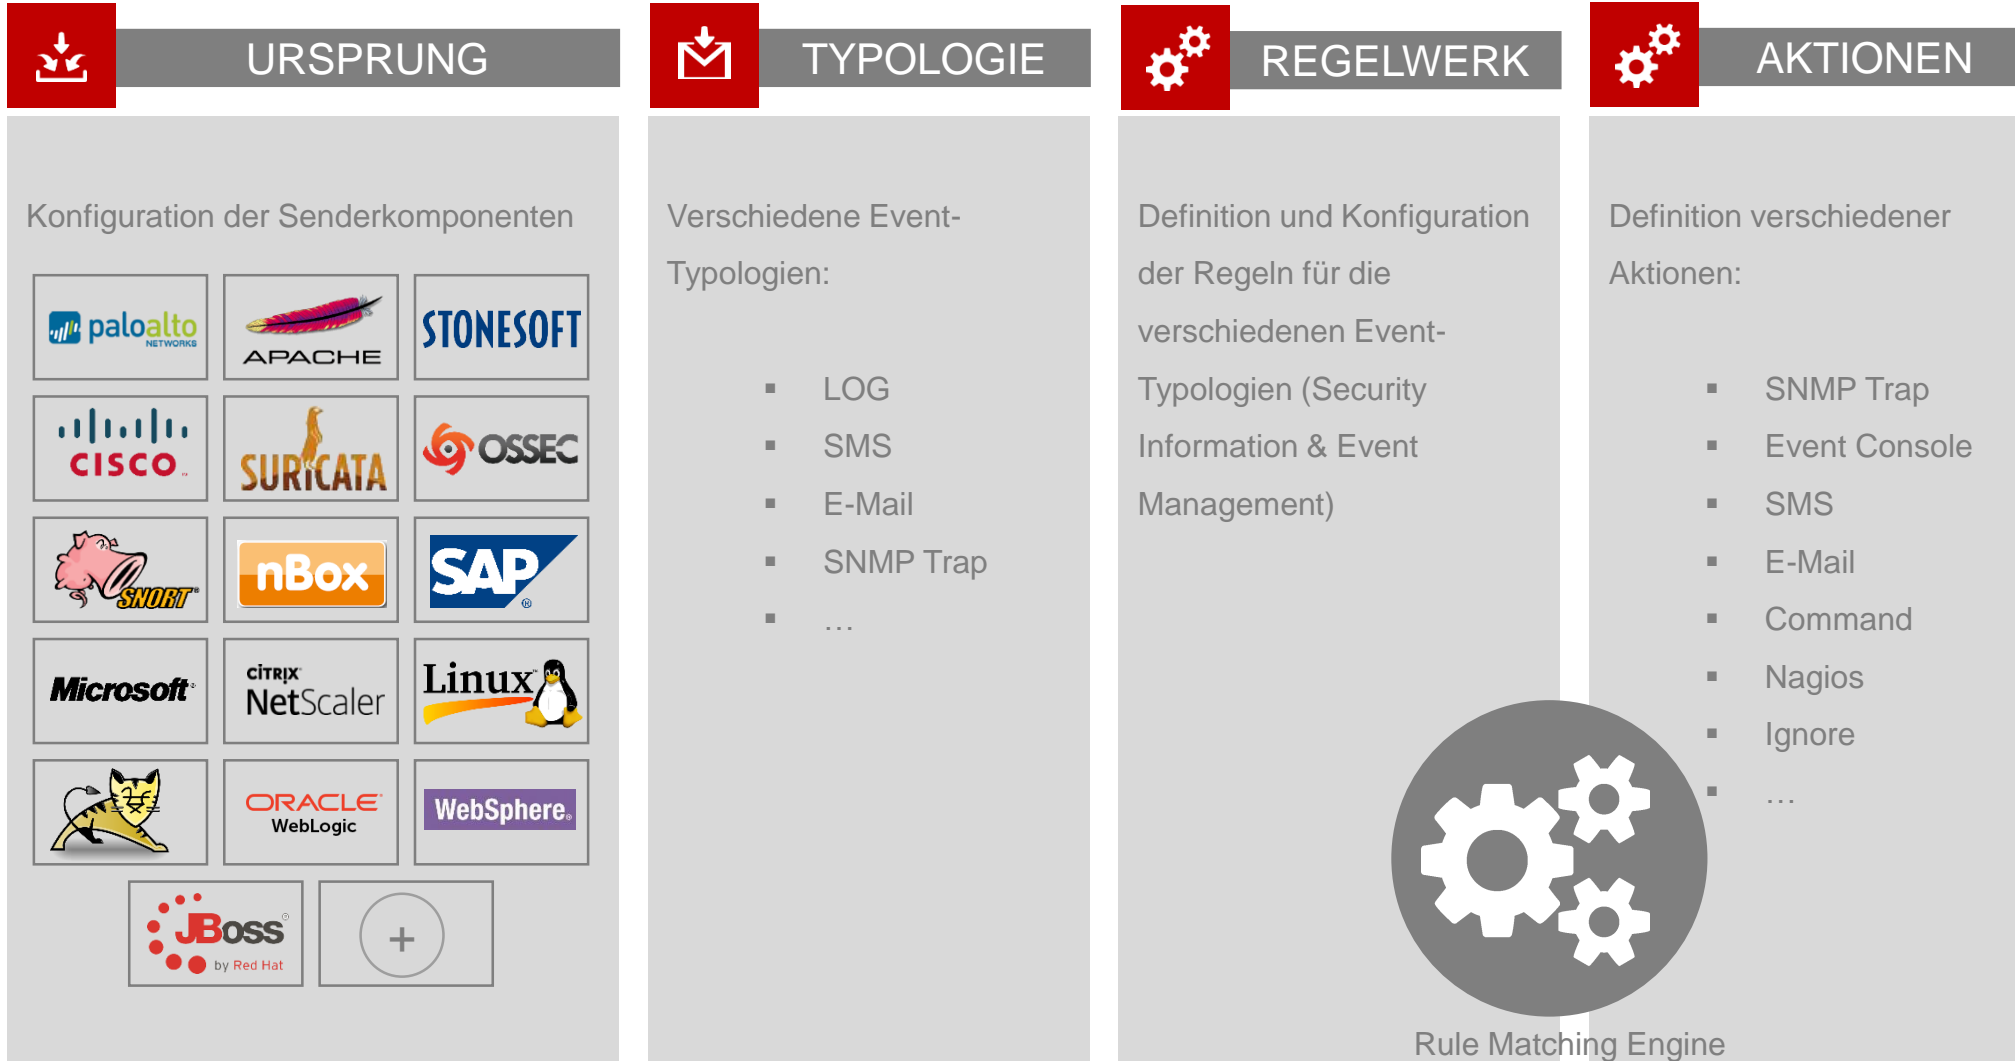 URSPRUNG
Konfiguration der Senderkomponenten
paloalto
NETWORKS
APACHE
STONESOFT
CISCO
SURICATA
OSSEC
SNORT®
nBox
SAP
®
Microsoft®
CİTRIX
NetScaler
Linux™
ORACLE®
WebLogic
WebSphere®
JBoss®
by Red Hat
+
TYPOLOGIE
Verschiedene Event-
Typologien:
▪ LOG
▪ SMS
▪ E-Mail
▪ SNMP Trap
▪ …
REGELWERK
Definition und Konfiguration
der Regeln für die
verschiedenen Event-
Typologien (Security
Information & Event
Management)
AKTIONEN
Definition verschiedener
Aktionen:
▪ SNMP Trap
▪ Event Console
▪ SMS
▪ E-Mail
▪ Command
▪ Nagios
▪ Ignore
▪ …
Rule Matching Engine